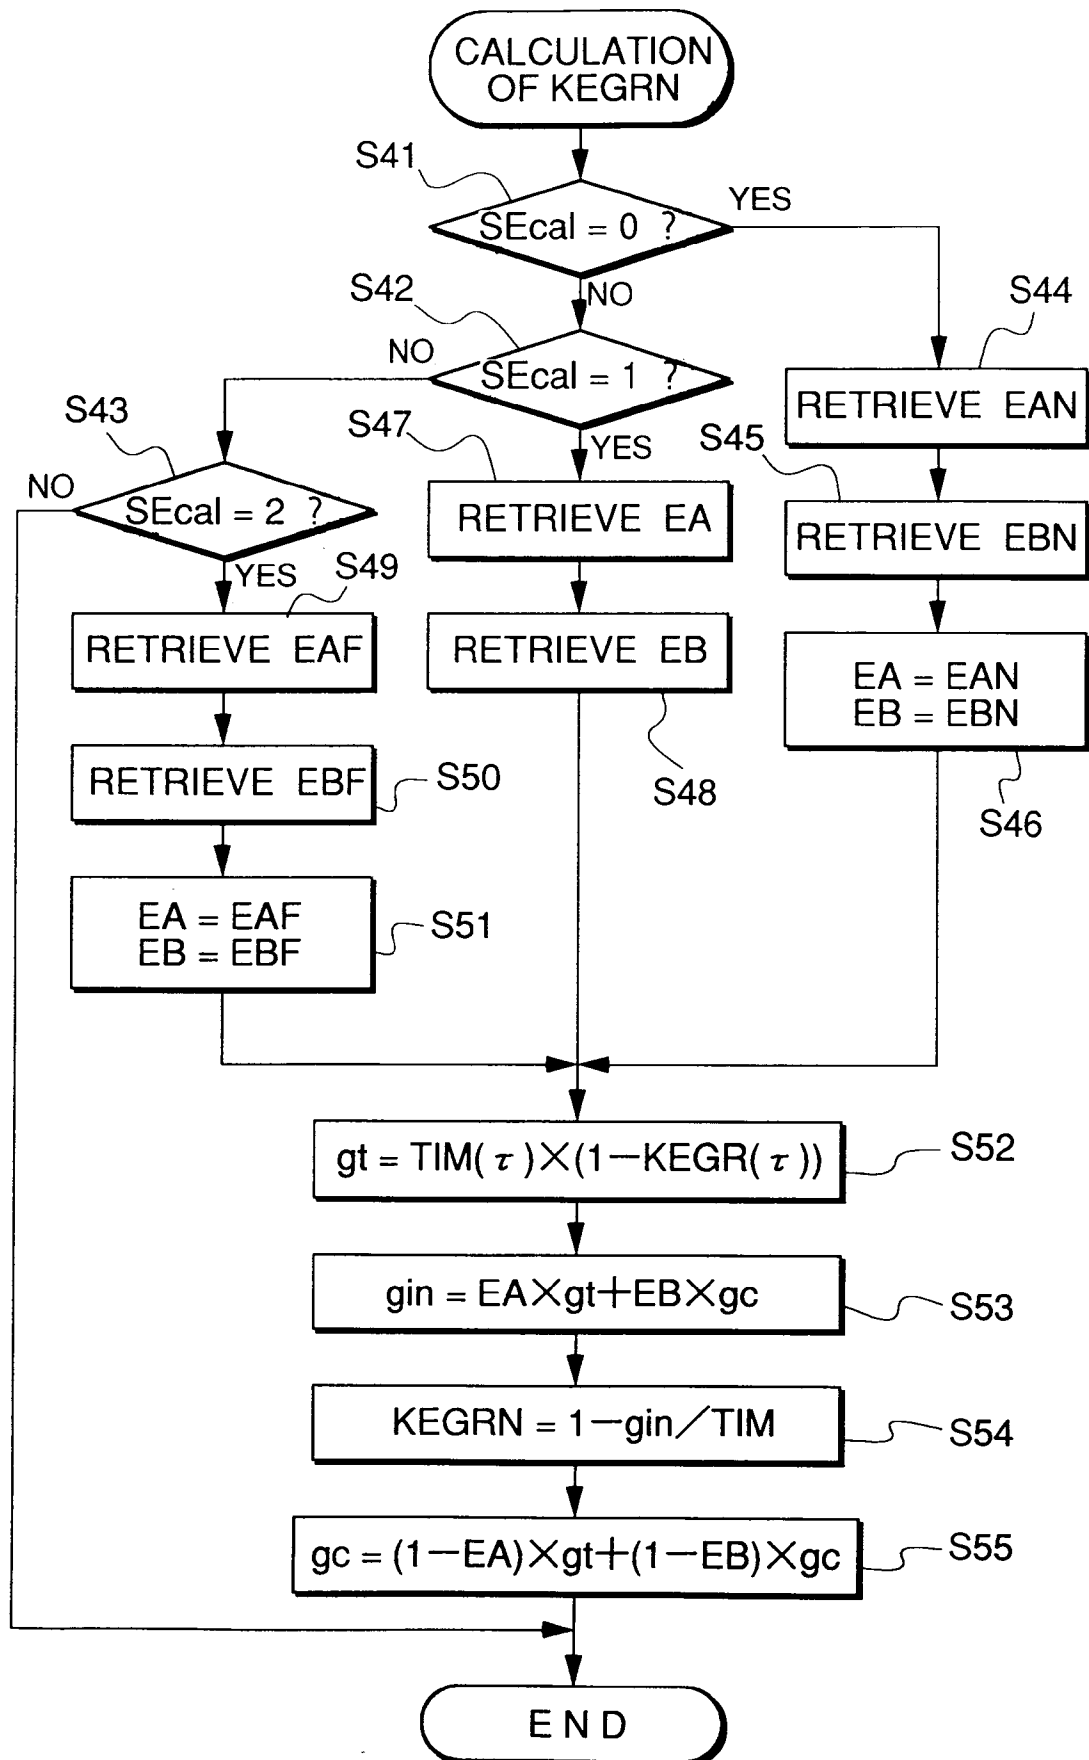 CALCULATION
OF KEGRN
S41
SEcal = 0 ?
YES
NO
S42
SEcal = 1 ?
NO
YES
S43
SEcal = 2 ?
NO
YES
S44
RETRIEVE EAN
S45
RETRIEVE EBN
EA = EAN
EB = EBN
S46
S47
RETRIEVE EA
RETRIEVE EB
S48
S49
RETRIEVE EAF
RETRIEVE EBF
S50
EA = EAF
EB = EBF
S51
gt = TIM(τ)×(1−KEGR(τ))
S52
gin = EA×gt+EB×gc
S53
KEGRN = 1−gin/TIM
S54
gc = (1−EA)×gt+(1−EB)×gc
S55
END